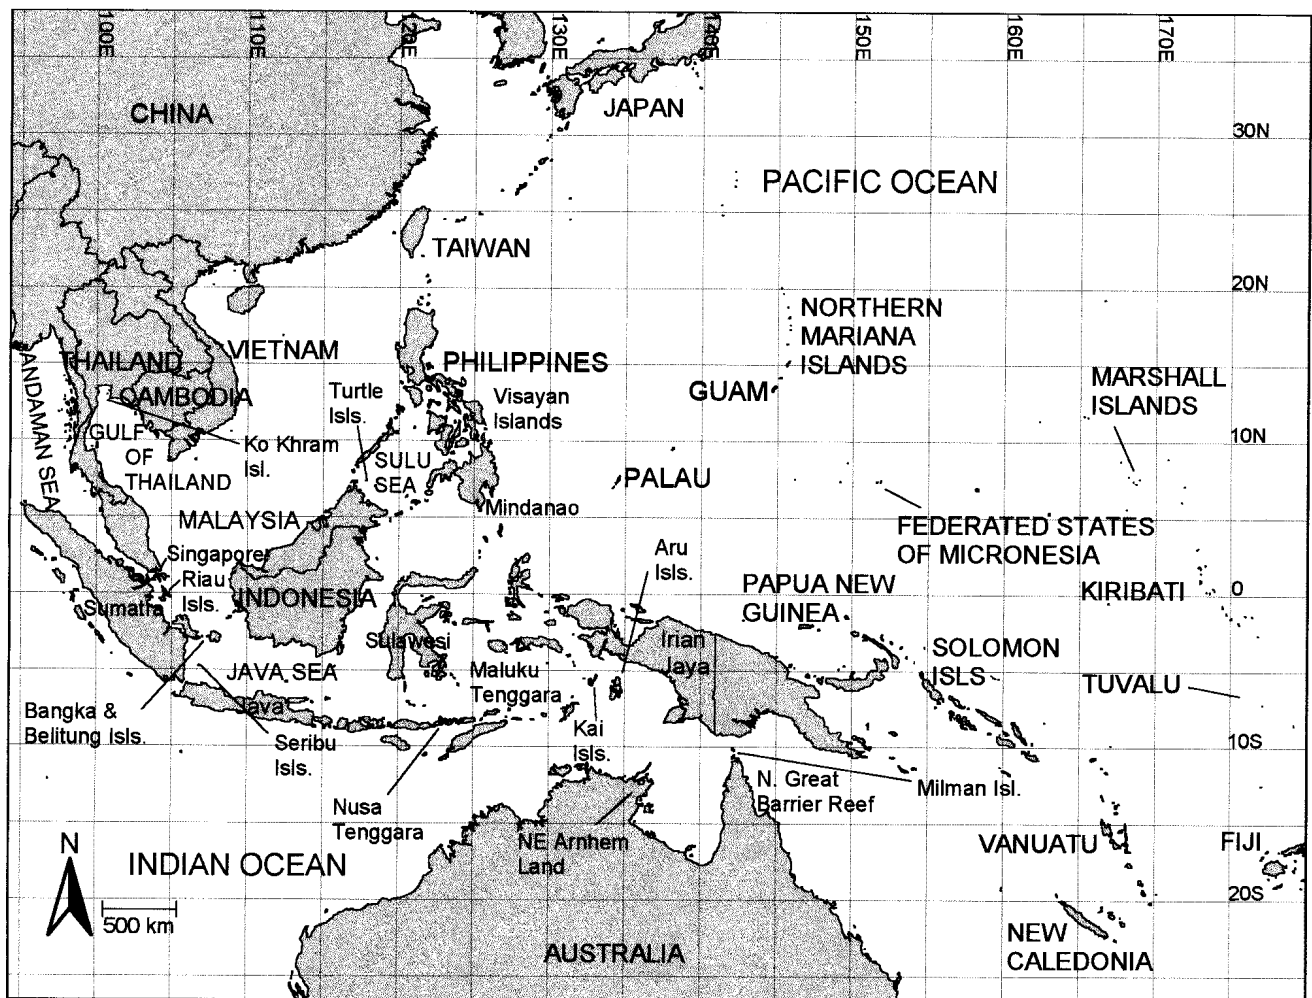 100E
110E
120E
130E
140E
150E
160E
170E
CHINA
JAPAN
30N
PACIFIC OCEAN
TAIWAN
20N
NORTHERN
MARIANA
ISLANDS
THAILAND
VIETNAM
PHILIPPINES
GUAM
MARSHALL
ISLANDS
ANDAMAN SEA
CAMBODIA
Turtle
Isls.
Visayan
Islands
GULF
OF
THAILAND
Ko Khram
Isl.
10N
SULU
SEA
PALAU
Mindanao
MALAYSIA
FEDERATED STATES
OF MICRONESIA
Singapore
Riau
Isls.
Aru
Isls.
Sumatra
INDONESIA
PAPUA NEW
GUINEA
KIRIBATI
0
Sulawesi
Irian
Jaya
SOLOMON
ISLS
JAVA SEA
Maluku
Tenggara
TUVALU
Java
Bangka &
Belitung Isls.
Seribu
Isls.
Kai
Isls.
10S
N. Great
Barrier Reef
Milman Isl.
Nusa
Tenggara
NE Arnhem
Land
VANUATU
FIJI
N
INDIAN OCEAN
20S
500 km
AUSTRALIA
NEW
CALEDONIA